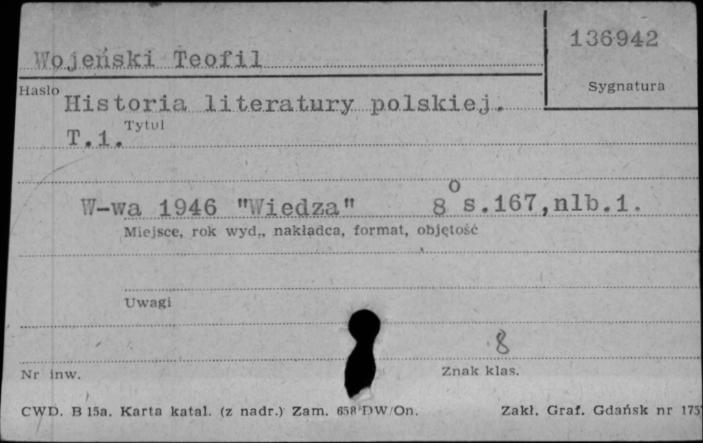 136942
Wojeński Teofil
Sygnatura
Hasło
Historia literatury polskiej.
Tytuł
T.1.
W-wa 1946 "Wiedza" 8° s.167,nlb.1.
Miejsce, rok wyd., nakładca, format, objętość
Uwagi
8
Nr inw.
Znak klas.
CWD. B 15a. Karta katal. (z nadr.) Zam. 658/DW/On. Zakł. Graf. Gdańsk nr 175